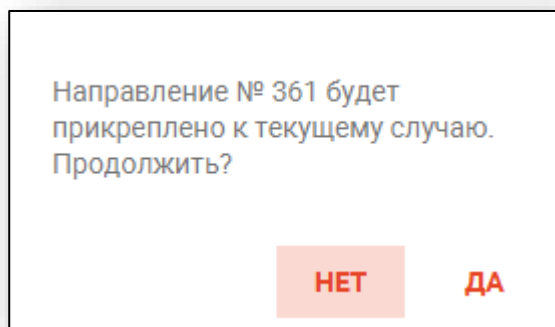 Направление № 361 будет
прикреплено к текущему случаю.
Продолжить?
НЕТ ДА